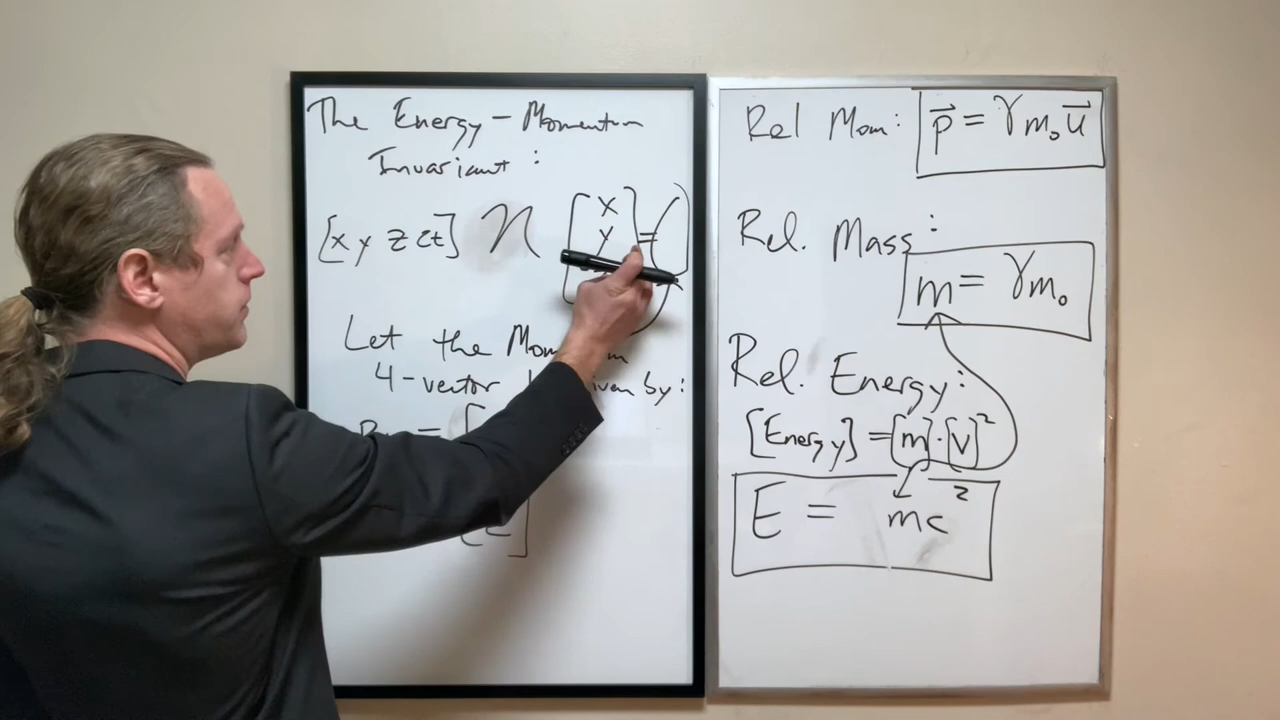 The Energy - Momentum
Invariant :
[x y z ct] η [x y =
Let the
4-vector by:
=
Rel Mom: p⃗ = γm₀u⃗
Rel. Mass :
m = γm₀
Rel. Energy:
[Energy] = [m]·[v]²
E = mc²